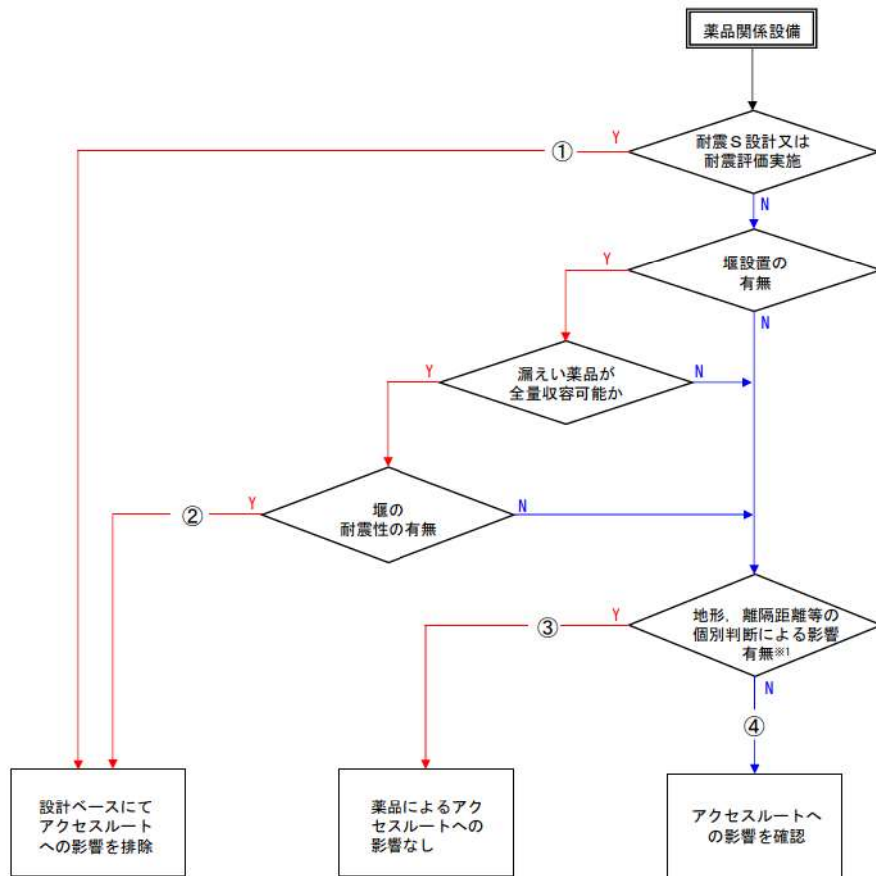 薬品関係設備
Y
①
耐震S設計又は
耐震評価実施
N
Y
堰設置の
有無
N
漏えい薬品が
全量収容可能か
Y
N
Y
②
堰の
耐震性の有無
N
Y
③
地形,離隔距離等の
個別判断による影響
有無※1
N
④
設計ベースにて
アクセスルート
への影響を排除
薬品によるアク
セスルートへの
影響なし
アクセスルートへ
の影響を確認